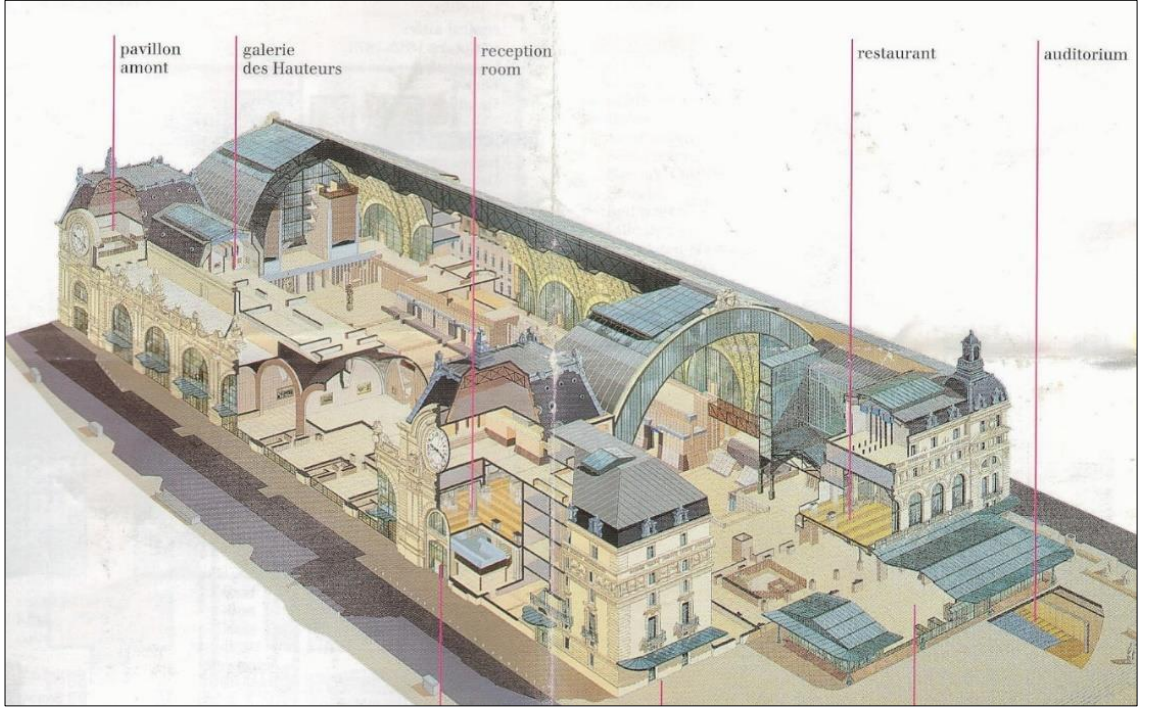 pavillon
amont
galerie
des Hauteurs
reception
room
restaurant
auditorium